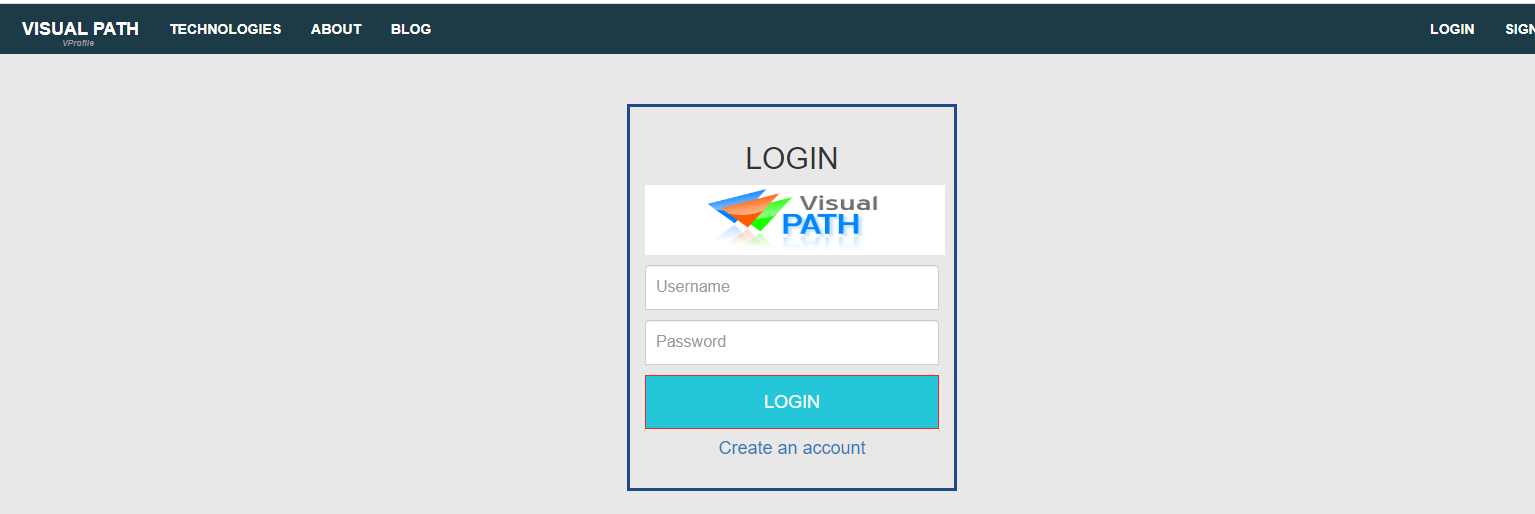 VISUAL PATH TECHNOLOGIES ABOUT BLOG LOGIN SIGN
VProfile
LOGIN
Visual
PATH
Username
Password
LOGIN
Create an account